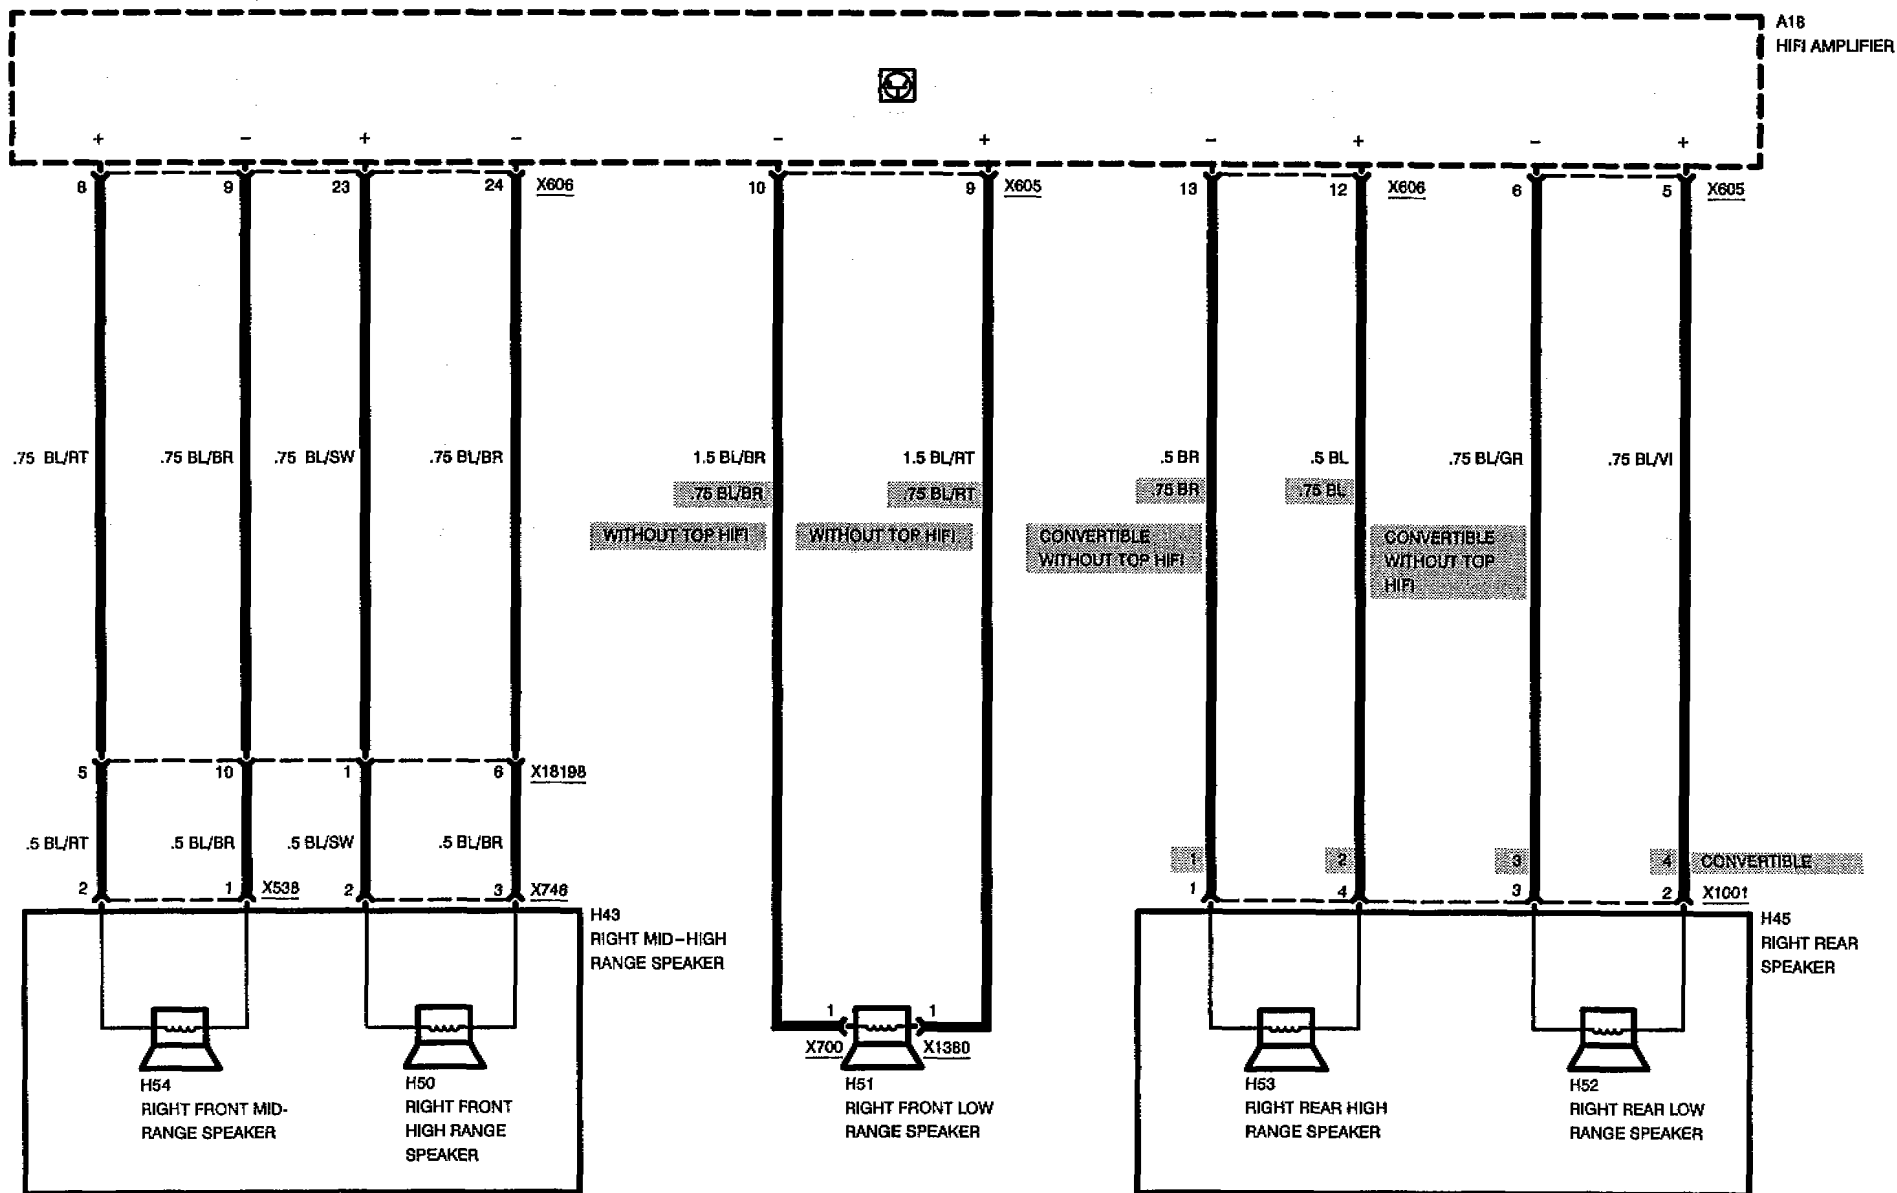 A18
HIFI AMPLIFIER
+ - + - - + - + - +
8 9 23 24 X606 10 9 X605 13 12 X606 6 5 X605
.75 BL/RT .75 BL/BR .75 BL/SW .75 BL/BR 1.5 BL/BR 1.5 BL/RT .5 BR .5 BL .75 BL/GR .75 BL/VI
.75 BL/BR .75 BL/RT .75 BR .75 BL
WITHOUT TOP HIFI
WITHOUT TOP HIFI
CONVERTIBLE
WITHOUT TOP HIFI
CONVERTIBLE
WITHOUT TOP
HIFI
5 10 1 6 X18198
.5 BL/RT .5 BL/BR .5 BL/SW .5 BL/BR
1 2 3 4 CONVERTIBLE
2 1 X538 2 3 X746 1 4 3 2 X1001
H43
RIGHT MID-HIGH
RANGE SPEAKER
H45
RIGHT REAR
SPEAKER
1 1
X700 X1380
H54
RIGHT FRONT MID-
RANGE SPEAKER
H50
RIGHT FRONT
HIGH RANGE
SPEAKER
H51
RIGHT FRONT LOW
RANGE SPEAKER
H53
RIGHT REAR HIGH
RANGE SPEAKER
H52
RIGHT REAR LOW
RANGE SPEAKER